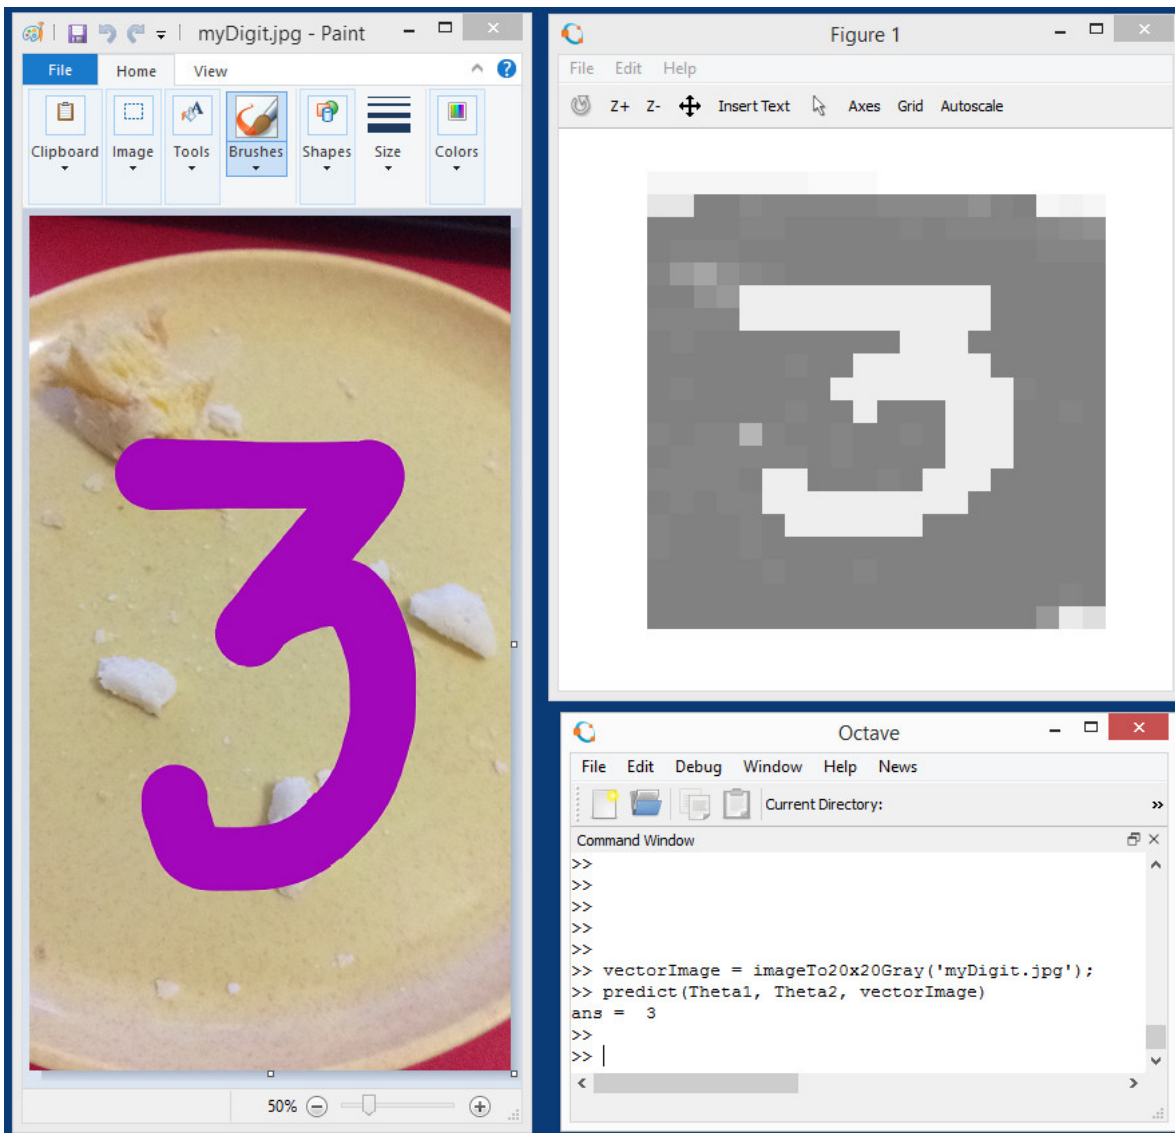 myDigit.jpg - Paint
File Home View
Clipboard Image Tools Brushes Shapes Size Colors
3
50%
Figure 1
File Edit Help
Z+ Z- Insert Text Axes Grid Autoscale
3
Octave
File Edit Debug Window Help News
Current Directory: »
Command Window
>>
>>
>>
>>
>>
>> vectorImage = imageTo20x20Gray('myDigit.jpg');
>> predict(Theta1, Theta2, vectorImage)
ans = 3
>>
>>